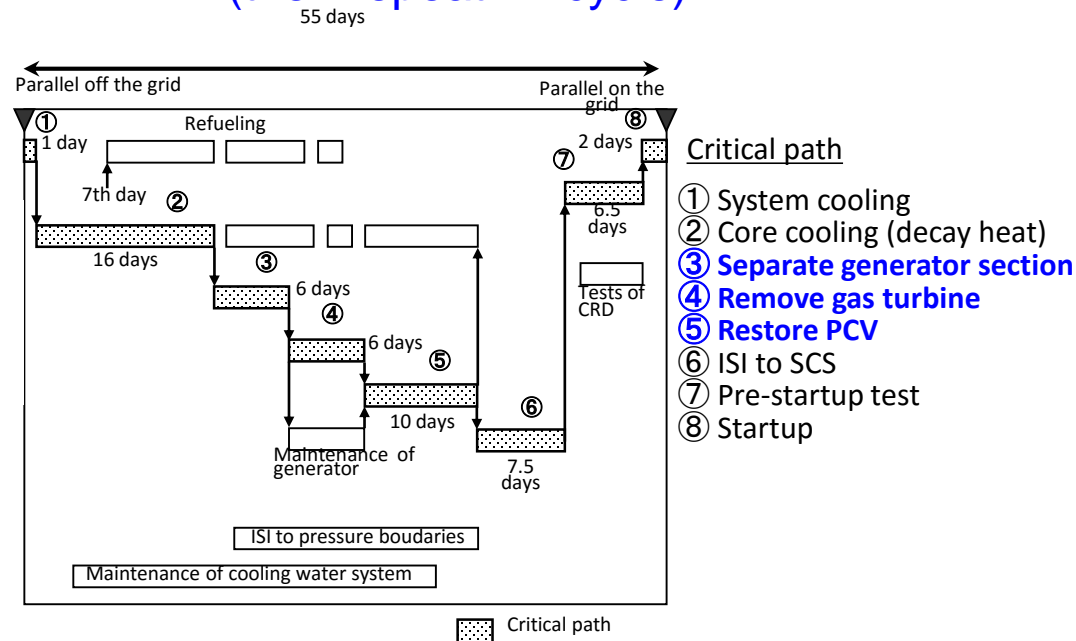 55 days
Parallel off the grid
Parallel on the
grid
①
1 day
Refueling
⑧
2 days
⑦
7th day
②
6.5
days
16 days
③
6 days
Tests of
CRD
④
6 days
⑤
10 days
⑥
Maintenance of
generator
7.5
days
ISI to pressure boudaries
Maintenance of cooling water system
Critical path
Critical path
① System cooling
② Core cooling (decay heat)
③ Separate generator section
④ Remove gas turbine
⑤ Restore PCV
⑥ ISI to SCS
⑦ Pre-startup test
⑧ Startup